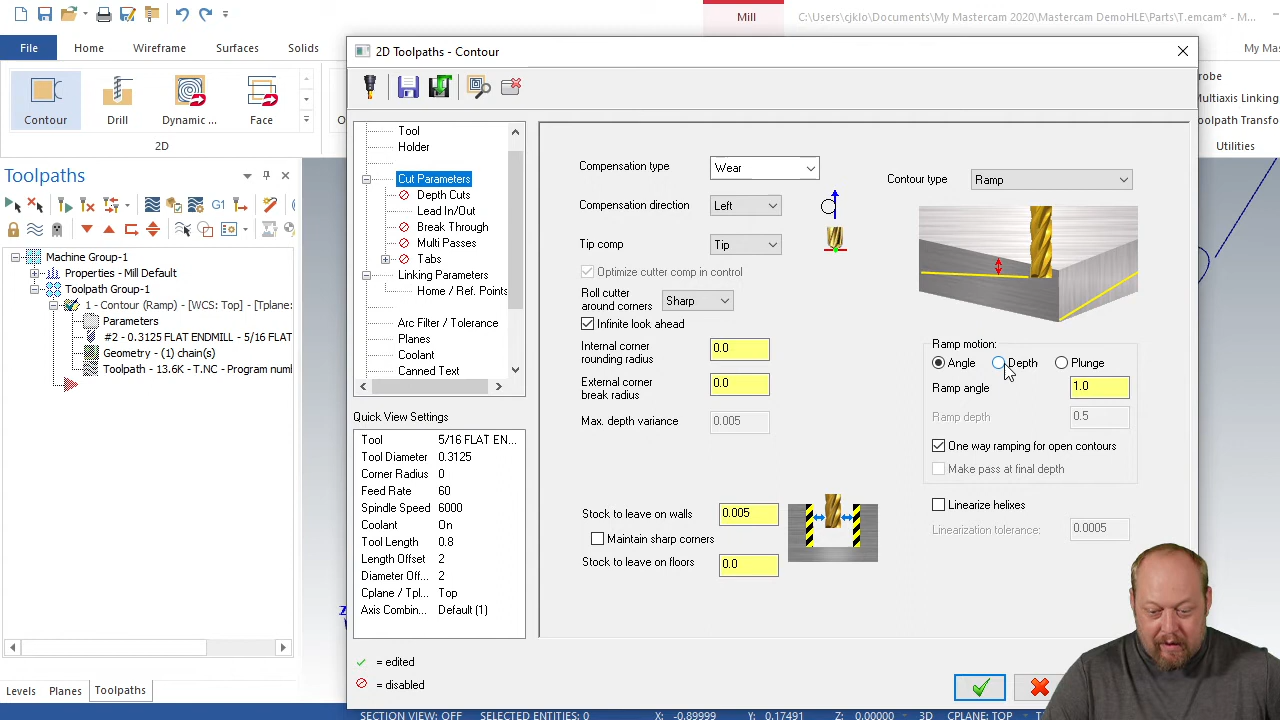 Mill
C:\Users\cjklo\Documents\My Mastercam 2020\Mastercam DemoHLE\Parts\T.emcam* - M...
File
Home
Wireframe
Surfaces
Solids
My Mas
Contour
Drill
Dynamic ...
Face
2D
robe
Multiaxis Linking
Toolpath Transfo
Utilities
2D Toolpaths - Contour
Toolpaths
G1
Machine Group-1
Properties - Mill Default
Toolpath Group-1
1 - Contour (Ramp) - [WCS: Top] - [Tplane:
Parameters
#2 - 0.3125 FLAT ENDMILL - 5/16 FLAT
Geometry - (1) chain(s)
Toolpath - 13.6K - T.NC - Program numl
Levels
Planes
Toolpaths
Tool
Holder
Cut Parameters
Depth Cuts
Lead In/Out
Break Through
Multi Passes
Tabs
Linking Parameters
Home / Ref. Points
Arc Filter / Tolerance
Planes
Coolant
Canned Text
Quick View Settings
Tool 5/16 FLAT EN...
Tool Diameter 0.3125
Corner Radius 0
Feed Rate 60
Spindle Speed 6000
Coolant On
Tool Length 0.8
Length Offset 2
Diameter Off... 2
Cplane / Tpl... Top
Axis Combin... Default (1)
= edited
= disabled
Compensation type Wear
Compensation direction Left
Tip comp Tip
Optimize cutter comp in control
Roll cutter
around corners Sharp
Infinite look ahead
Internal corner
rounding radius 0.0
External corner
break radius 0.0
Max. depth variance 0.005
Stock to leave on walls 0.005
Maintain sharp corners
Stock to leave on floors 0.0
Contour type Ramp
Ramp motion:
Angle Depth Plunge
Ramp angle 1.0
Ramp depth 0.5
One way ramping for open contours
Make pass at final depth
Linearize helixes
Linearization tolerance: 0.0005
SECTION VIEW: OFF SELECTED ENTITIES: 0 X: -0.89999 Y: 0.17491 Z: 0.00000 3D CPLANE: TOP